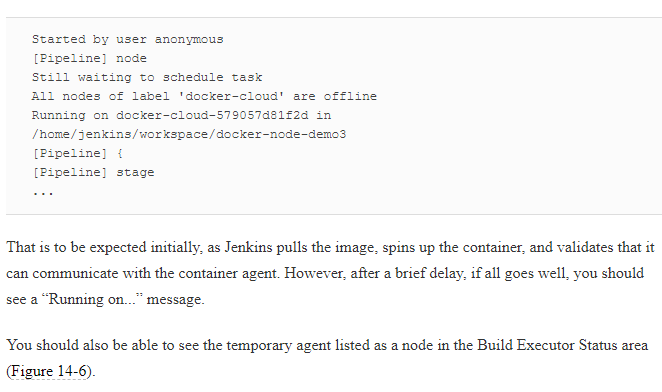 Started by user anonymous
[Pipeline] node
Still waiting to schedule task
All nodes of label 'docker-cloud' are offline
Running on docker-cloud-579057d81f2d in
/home/jenkins/workspace/docker-node-demo3
[Pipeline] {
[Pipeline] stage
...
That is to be expected initially, as Jenkins pulls the image, spins up the container, and validates that it
can communicate with the container agent. However, after a brief delay, if all goes well, you should
see a “Running on...” message.
You should also be able to see the temporary agent listed as a node in the Build Executor Status area
(Figure 14-6).